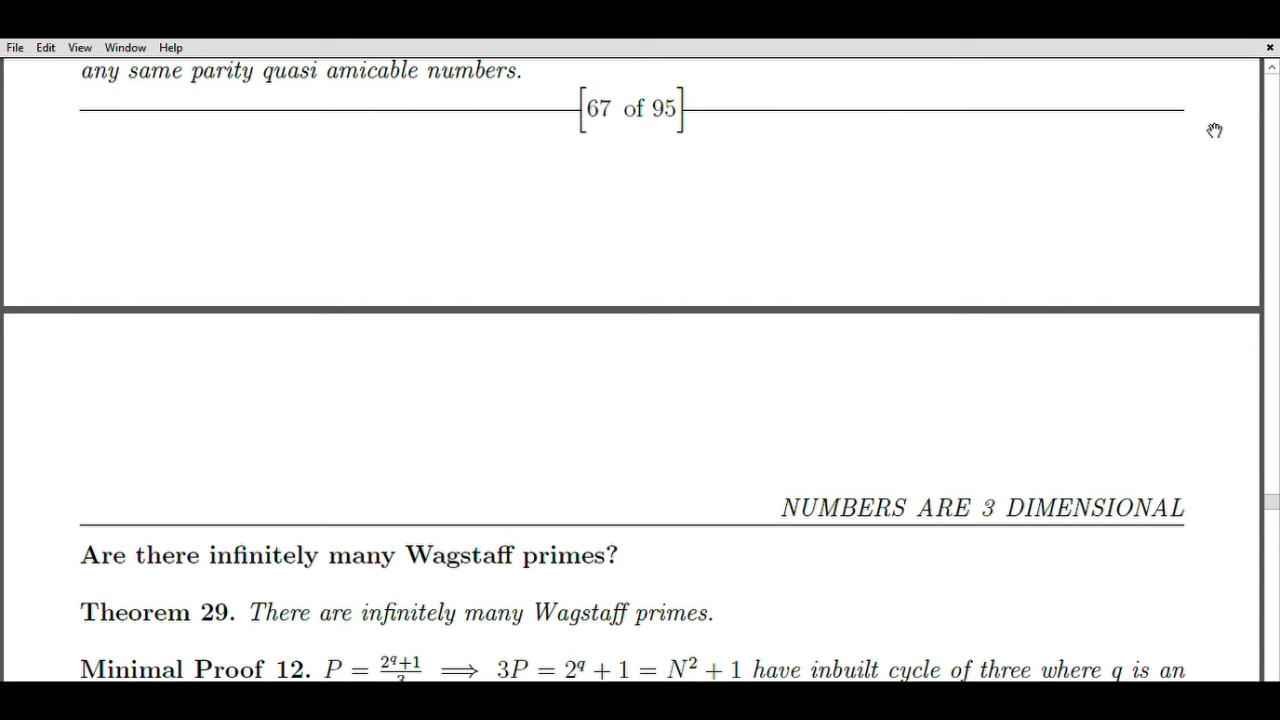 File Edit View Window Help
any same parity quasi amicable numbers.
[67 of 95]
NUMBERS ARE 3 DIMENSIONAL
Are there infinitely many Wagstaff primes?
Theorem 29. There are infinitely many Wagstaff primes.
Minimal Proof 12. P = 2^q+1/3 ⟹ 3P = 2^q + 1 = N^2 + 1 have inbuilt cycle of three where q is an